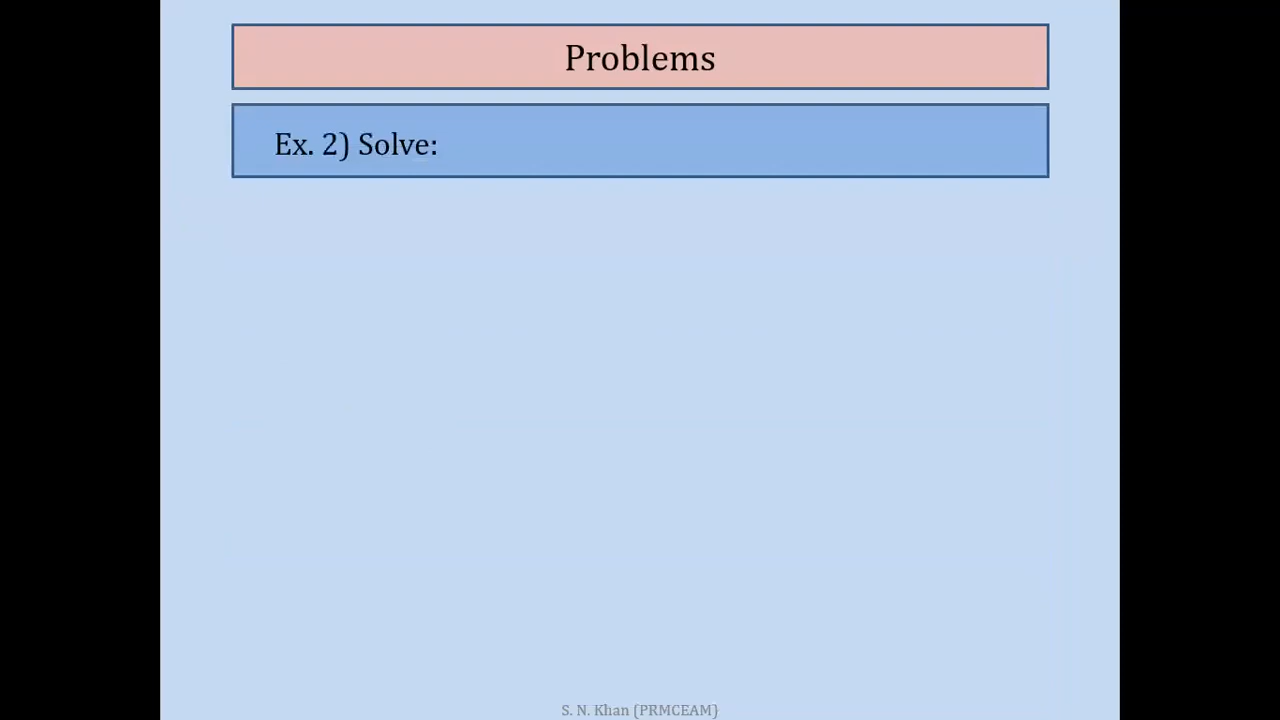 Problems
Ex. 2) Solve:
S. N. Khan {PRMCEAM}